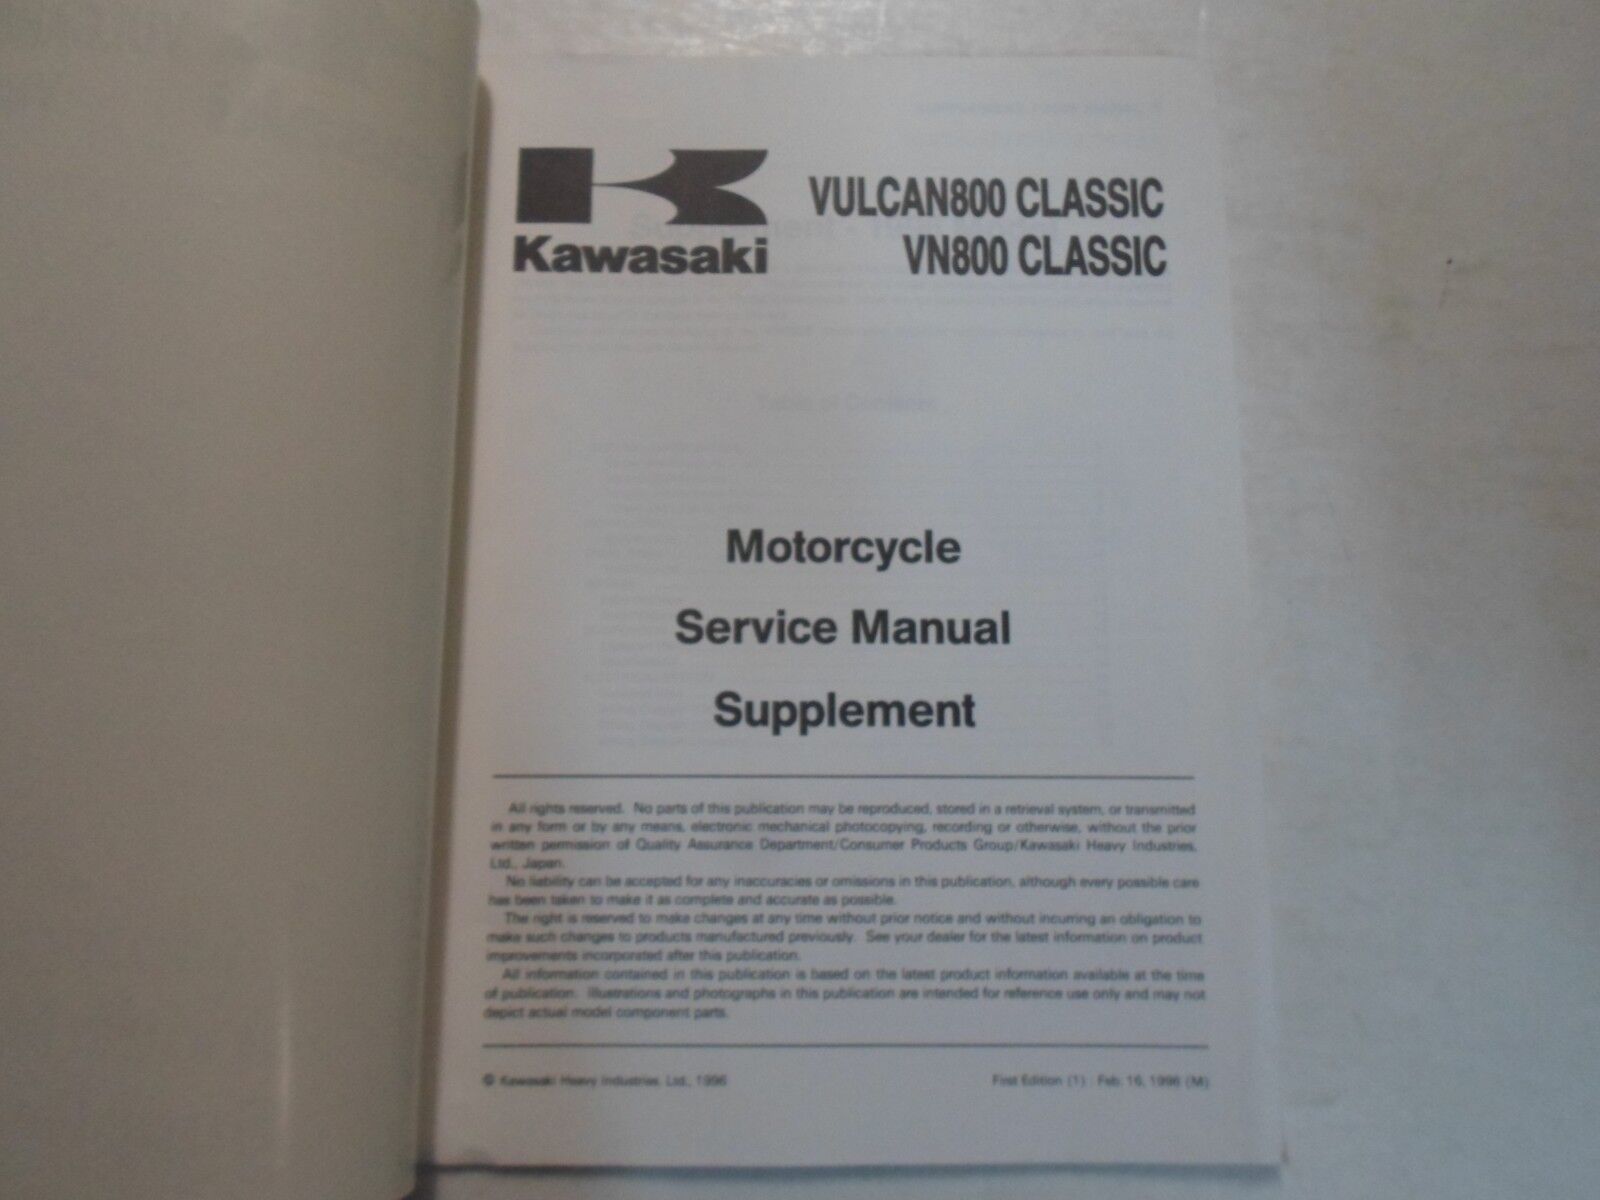 Kawasaki
VULCAN800 CLASSIC
VN800 CLASSIC
Motorcycle
Service Manual
Supplement
All rights reserved. No parts of this publication may be reproduced, stored in a retrieval system, or transmitted
in any form or by any means, electronic mechanical photocopying, recording or otherwise, without the prior
written permission of Quality Assurance Department/Consumer Products Group/Kawasaki Heavy Industries,
Ltd., Japan.
No liability can be accepted for any inaccuracies or omissions in this publication, although every possible care
has been taken to make it as complete and accurate as possible.
The right is reserved to make changes at any time without prior notice and without incurring an obligation to
make such changes to products manufactured previously. See your dealer for the latest information on product
improvements incorporated after this publication.
All information contained in this publication is based on the latest product information available at the time
of publication. Illustrations and photographs in this publication are intended for reference use only and may not
depict actual model component parts.
© Kawasaki Heavy Industries, Ltd., 1996
First Edition (1) : Feb. 16, 1996 (M)